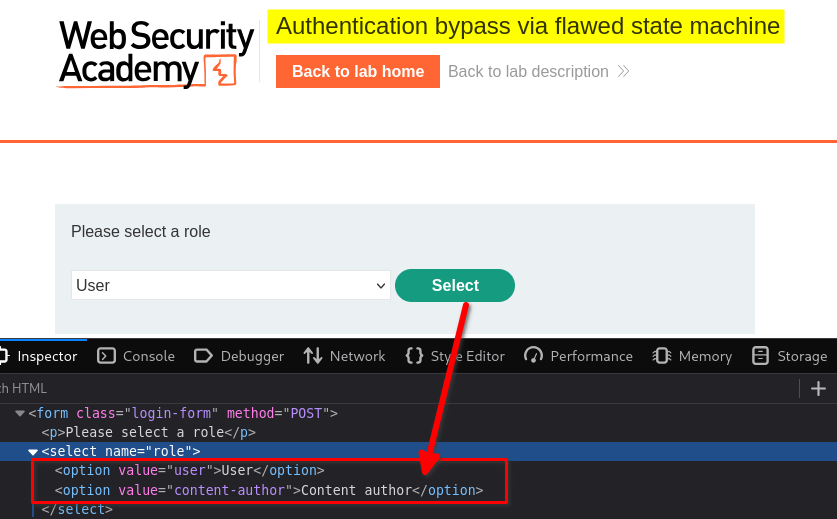 Web Security
Academy
Authentication bypass via flawed state machine
Back to lab home
Back to lab description
Please select a role
User
Select
Inspector
Console
Debugger
Network
Style Editor
Performance
Memory
Storage
ch HTML
<form class="login-form" method="POST">
<p>Please select a role</p>
<select name="role">
<option value="user">User</option>
<option value="content-author">Content author</option>
</select>